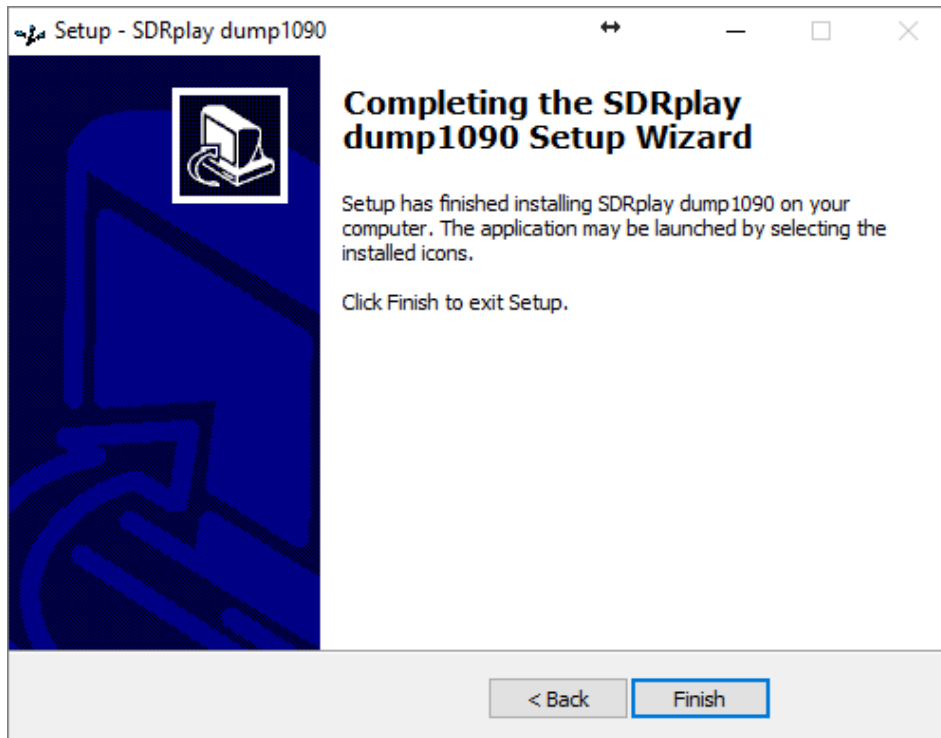 Setup - SDRplay dump1090
Completing the SDRplay
dump1090 Setup Wizard
Setup has finished installing SDRplay dump1090 on your
computer. The application may be launched by selecting the
installed icons.
Click Finish to exit Setup.
< Back
Finish